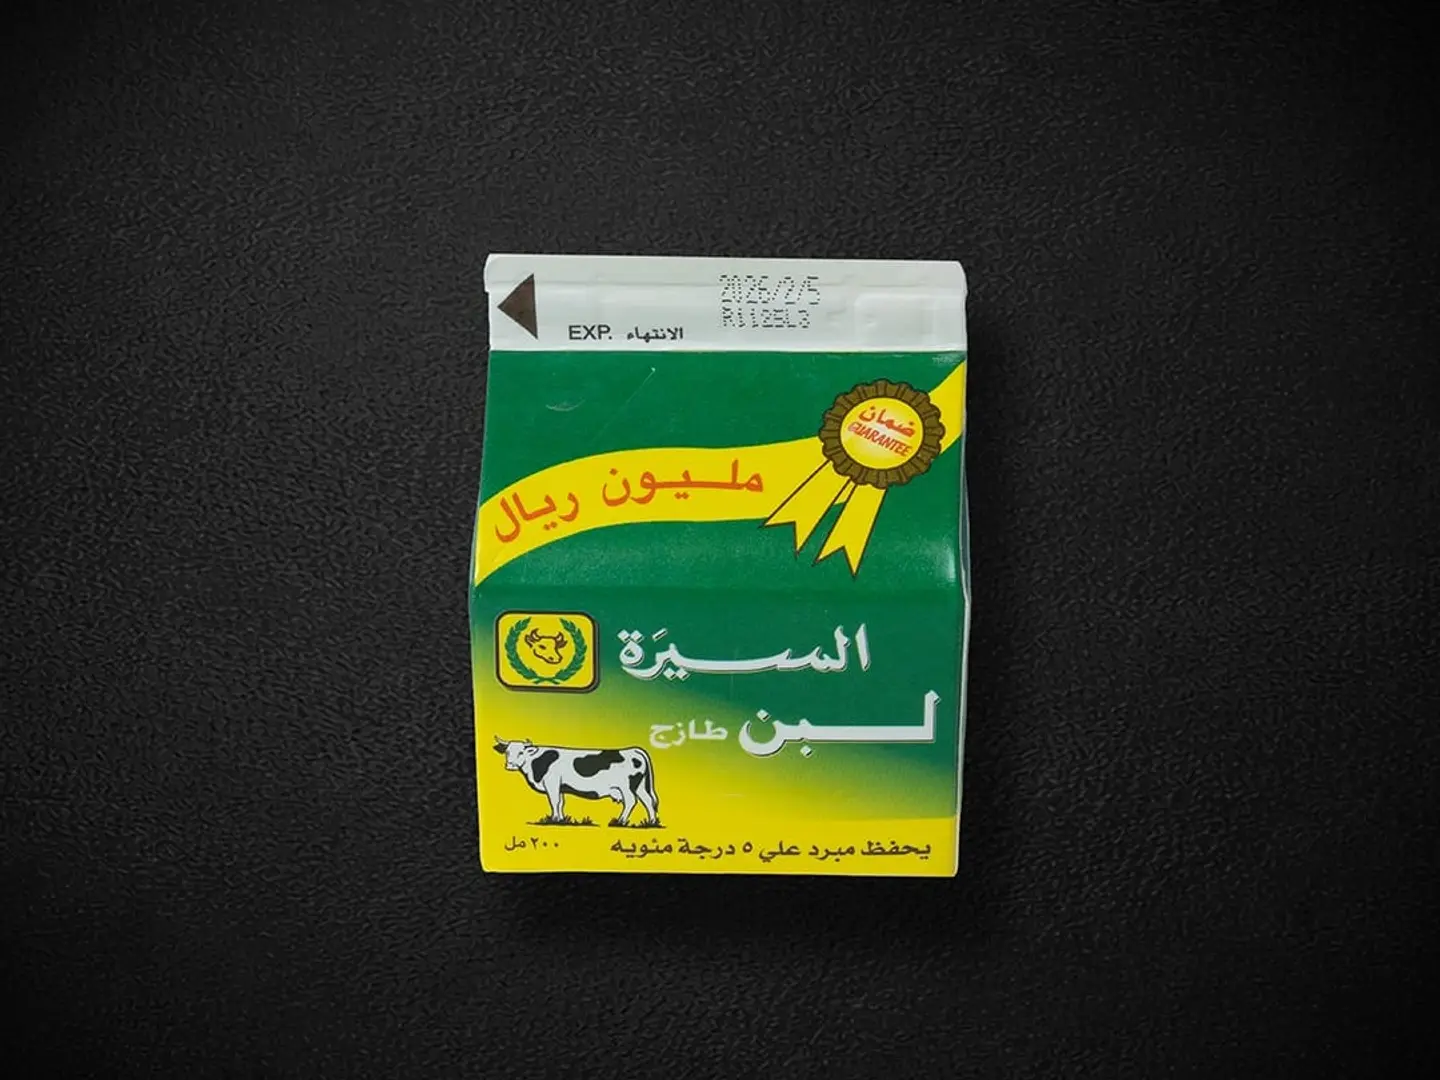 2026/2/5
R1125L3
EXP. الانتهاء
ضمان
GUARANTEE
مليون ريال
السيرة
لبن طازج
يحفظ مبرد علي ٥ درجة مئويه
٢٠٠ مل